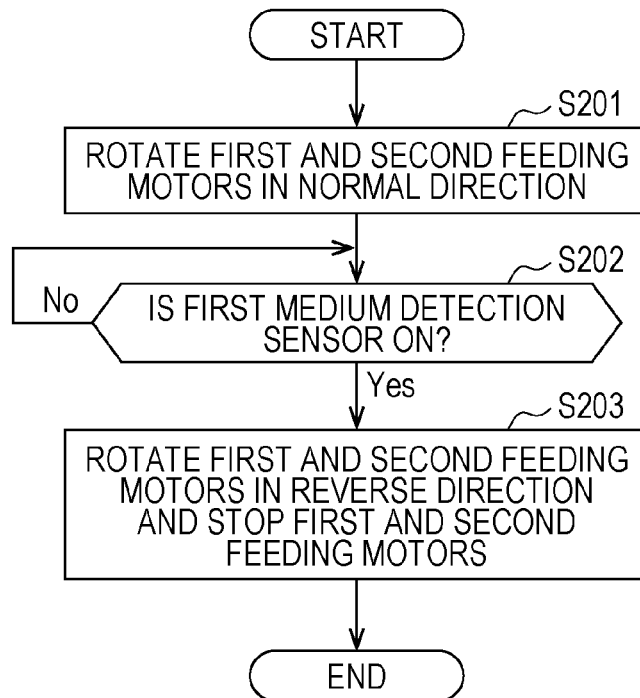 START
S201
ROTATE FIRST AND SECOND FEEDING
MOTORS IN NORMAL DIRECTION
S202
No
IS FIRST MEDIUM DETECTION
SENSOR ON?
Yes
S203
ROTATE FIRST AND SECOND FEEDING
MOTORS IN REVERSE DIRECTION
AND STOP FIRST AND SECOND
FEEDING MOTORS
END